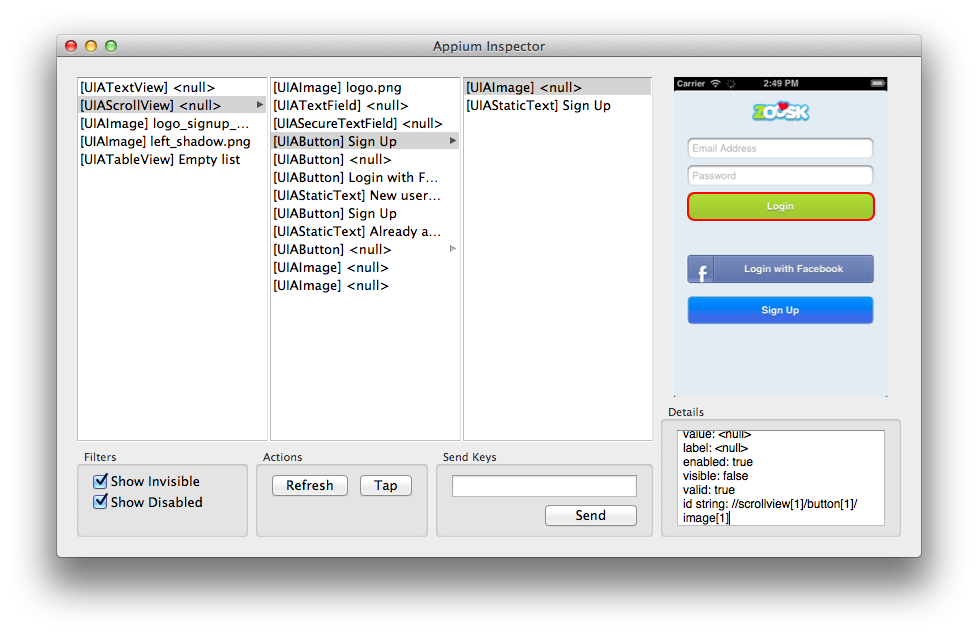 Appium Inspector
[UIATextView] <null>
[UIAScrollView] <null>
[UIAImage] logo_signup_...
[UIAImage] left_shadow.png
[UIATableView] Empty list
[UIAImage] logo.png
[UIATextField] <null>
[UIASecureTextField] <null>
[UIAButton] Sign Up
[UIAButton] <null>
[UIAButton] Login with F...
[UIAStaticText] New user...
[UIAButton] Sign Up
[UIAStaticText] Already a...
[UIAButton] <null>
[UIAImage] <null>
[UIAImage] <null>
[UIAImage] <null>
[UIAStaticText] Sign Up
Carrier 2:49 PM
ZOOSK
Email Address
Password
Login
f Login with Facebook
Sign Up
Filters
Show Invisible
Show Disabled
Actions
Refresh Tap
Send Keys
Send
Details
value: <null>
label: <null>
enabled: true
visible: false
valid: true
id string: //scrollview[1]/button[1]/
image[1]